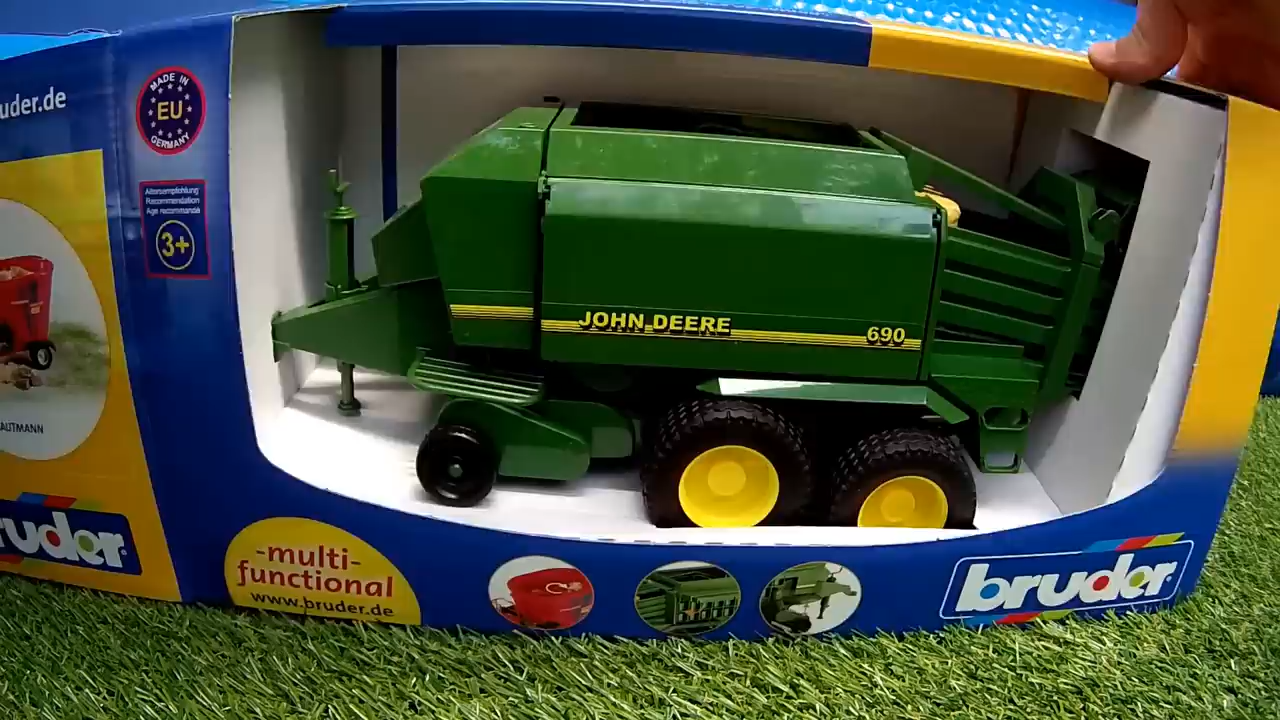 uder.de
MADE IN
EU
GERMANY
Altersempfehlung
Recommendation
Age recommandé
3+
AUTMANN
bruder
JOHN DEERE
690
-multi-
functional
www.bruder.de
bruder